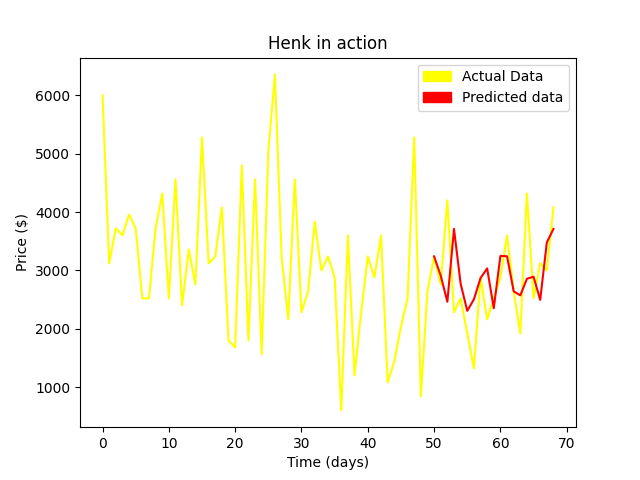 Henk in action
Actual Data
Predicted data
Price ($)
6000
5000
4000
3000
2000
1000
0 10 20 30 40 50 60 70
Time (days)